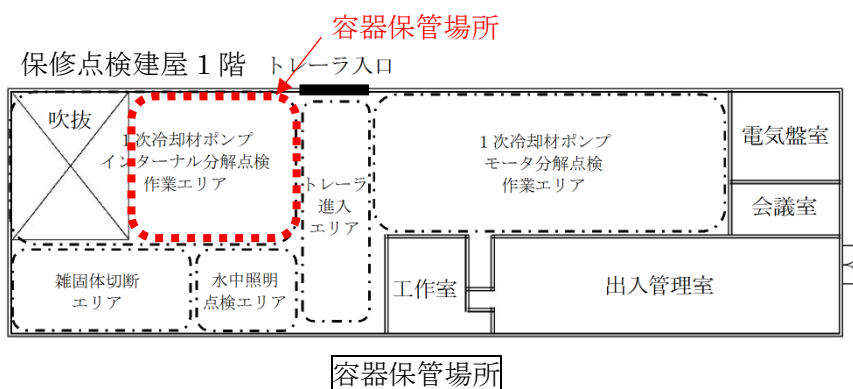 容器保管場所
保修点検建屋1階
トレーラ入口
吹抜
1次冷却材ポンプ
インターナル分解点検
作業エリア
トレーラ
進入
エリア
1次冷却材ポンプ
モータ分解点検
作業エリア
電気盤室
会議室
雑固体切断
エリア
水中照明
点検エリア
工作室
出入管理室
容器保管場所